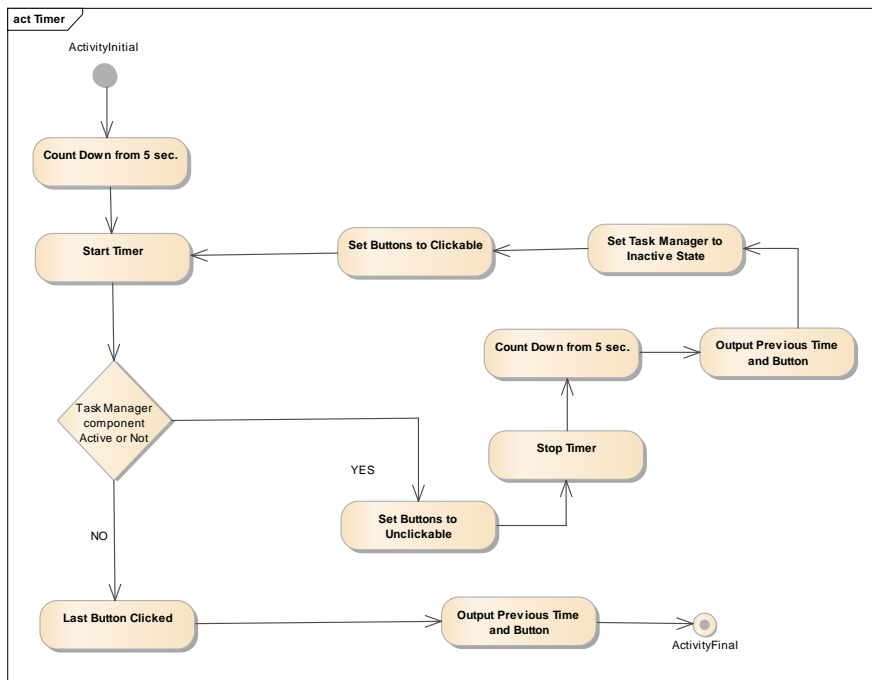 act Timer
ActivityInitial
Count Down from 5 sec.
Start Timer
Set Buttons to Clickable
Set Task Manager to
Inactive State
Count Down from 5 sec.
Output Previous Time
and Button
Task Manager
component
Active or Not
Stop Timer
YES
Set Buttons to
Unclickable
NO
Last Button Clicked
Output Previous Time
and Button
ActivityFinal